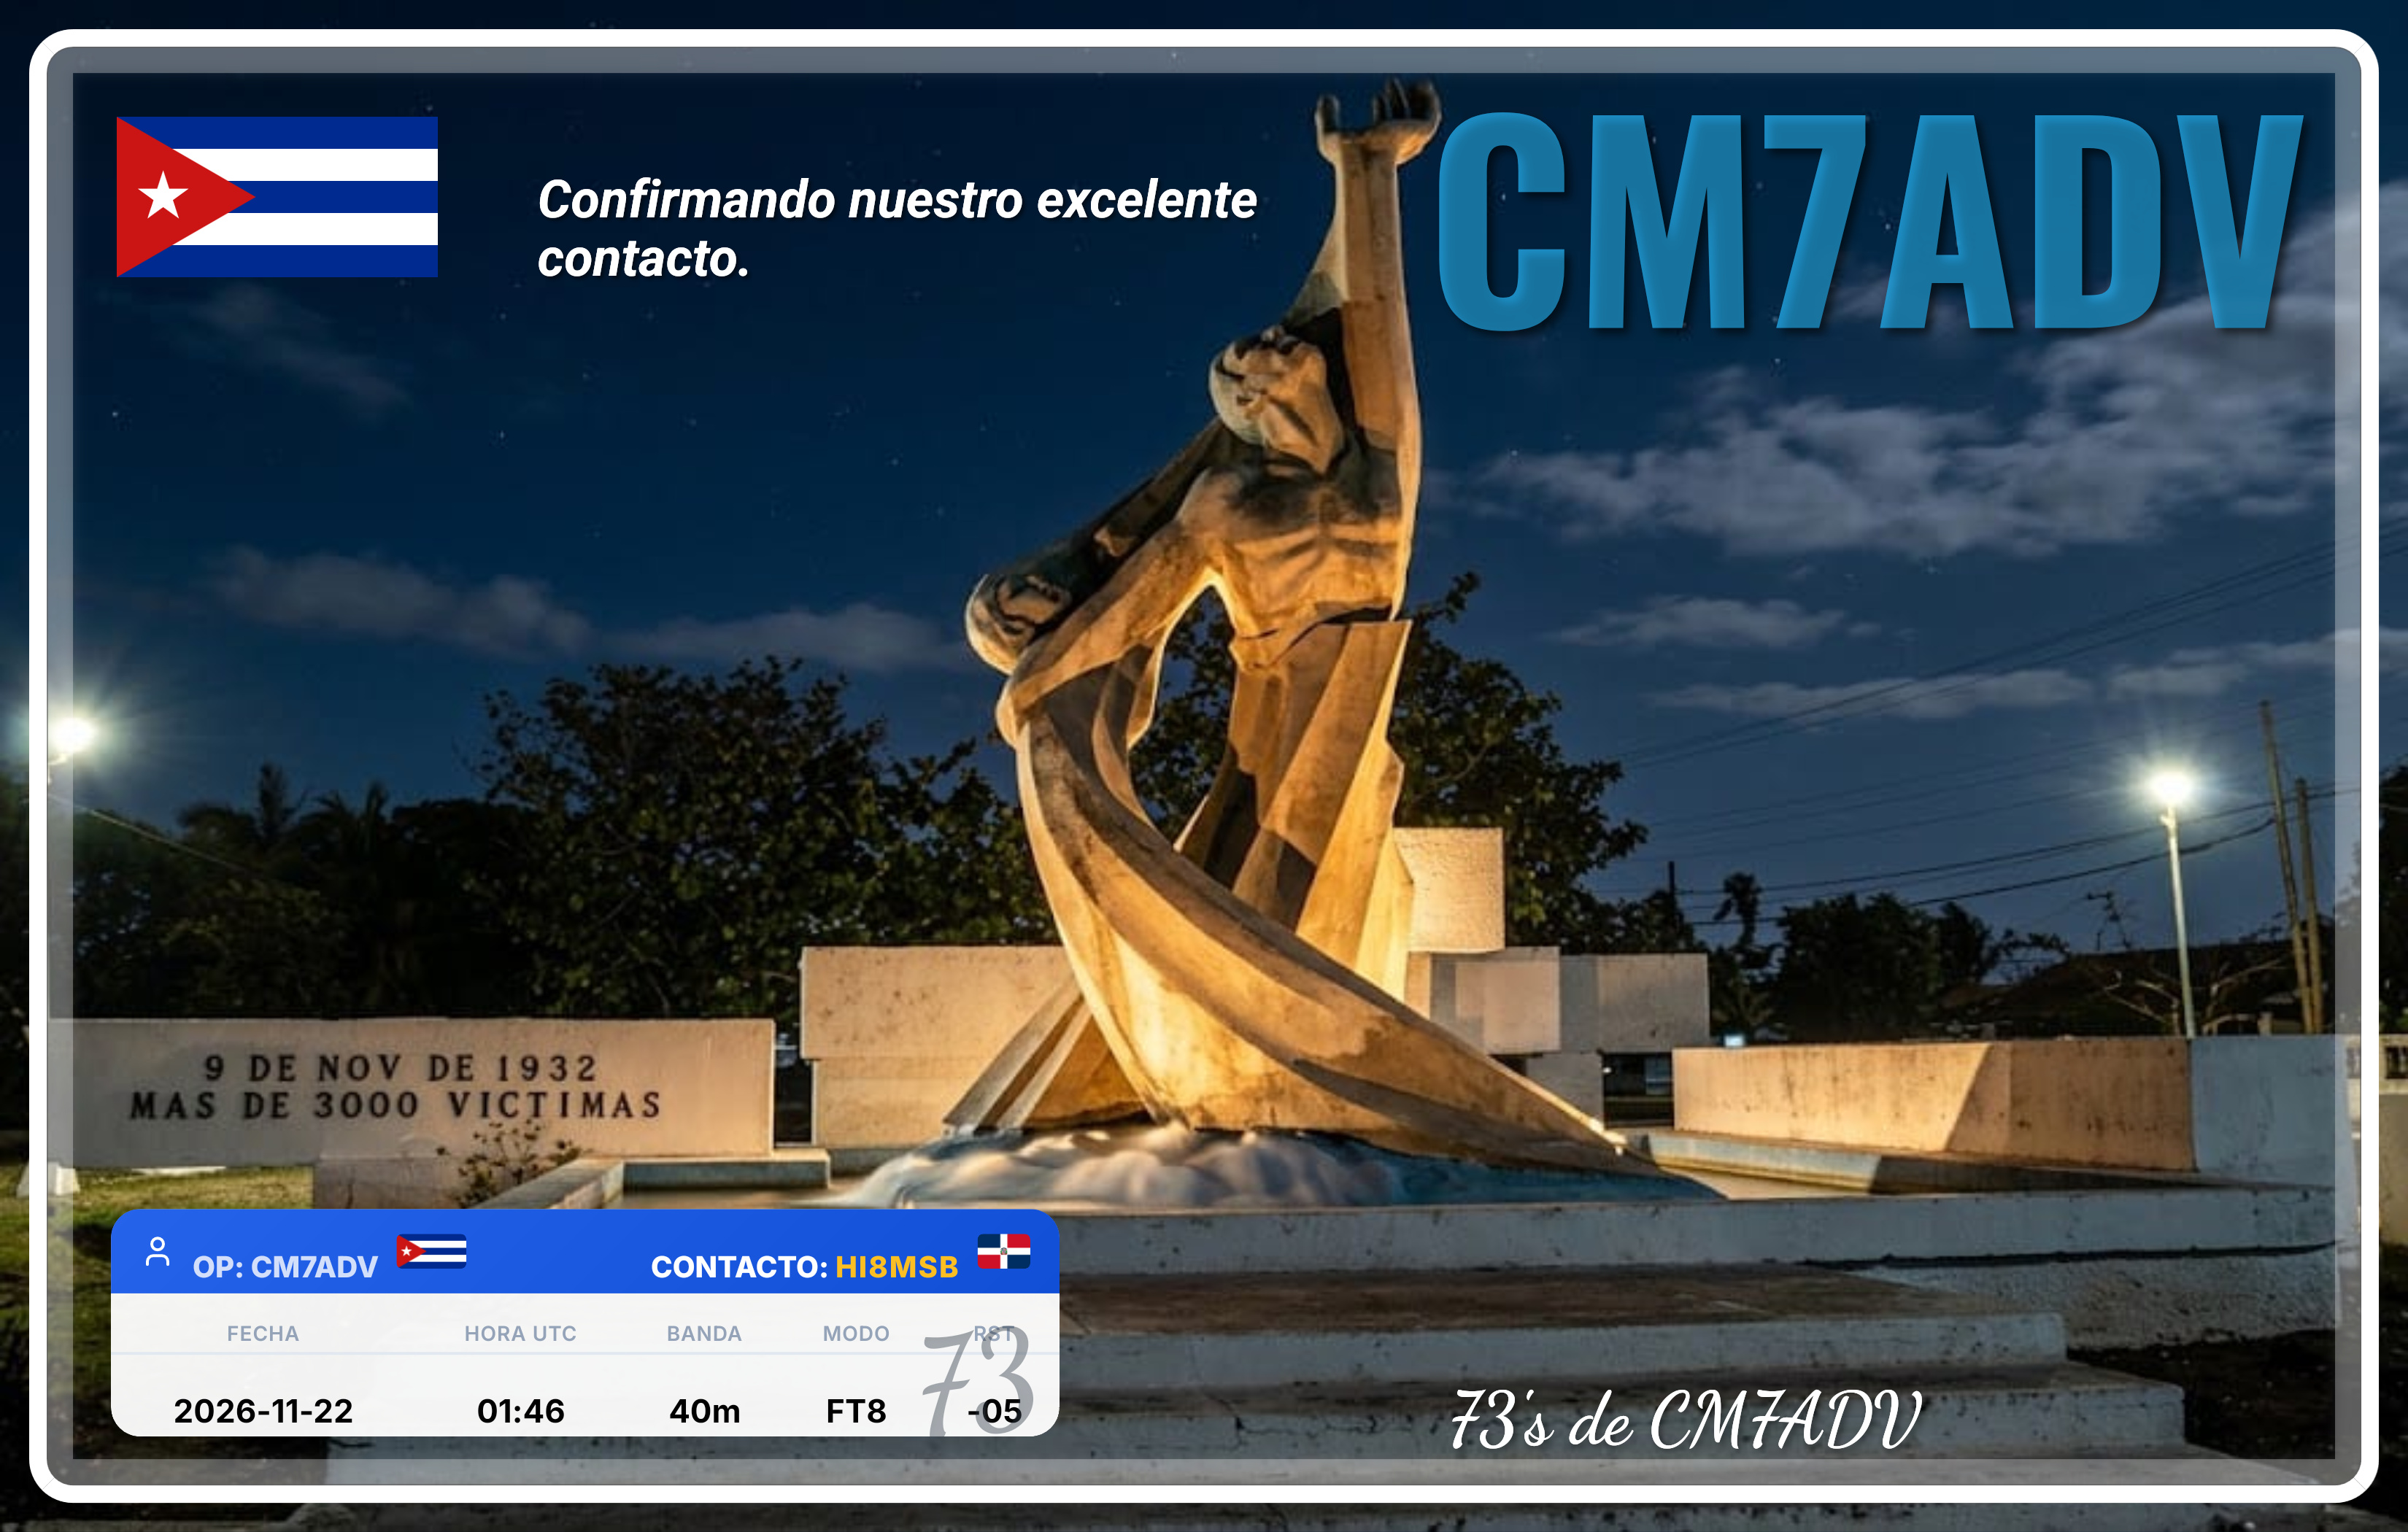 Confirmando nuestro excelente
contacto.
CM7ADV
9 DE NOV DE 1932
MAS DE 3000 VICTIMAS
OP: CM7ADV CONTACTO: HI8MSB
FECHA HORA UTC BANDA MODO RST
73
2026-11-22 01:46 40m FT8 -05
73's de CM7ADV